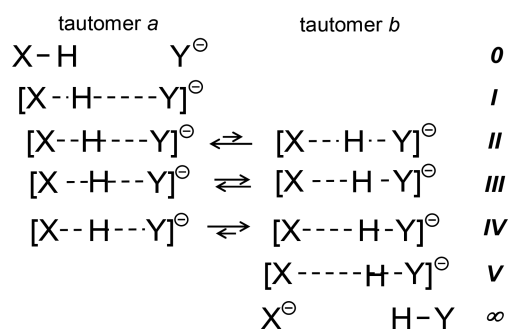 tautomer a tautomer b
X–H Y⊖ 0
[X-·H-----Y]⊖ I
[X--H----Y]⊖ ⇌ [X---H·-Y]⊖ II
[X--H---Y]⊖ ⇌ [X---H-Y]⊖ III
[X--H---Y]⊖ ⇌ [X----H-Y]⊖ IV
[X-----H-Y]⊖ V
X⊖ H–Y ∞